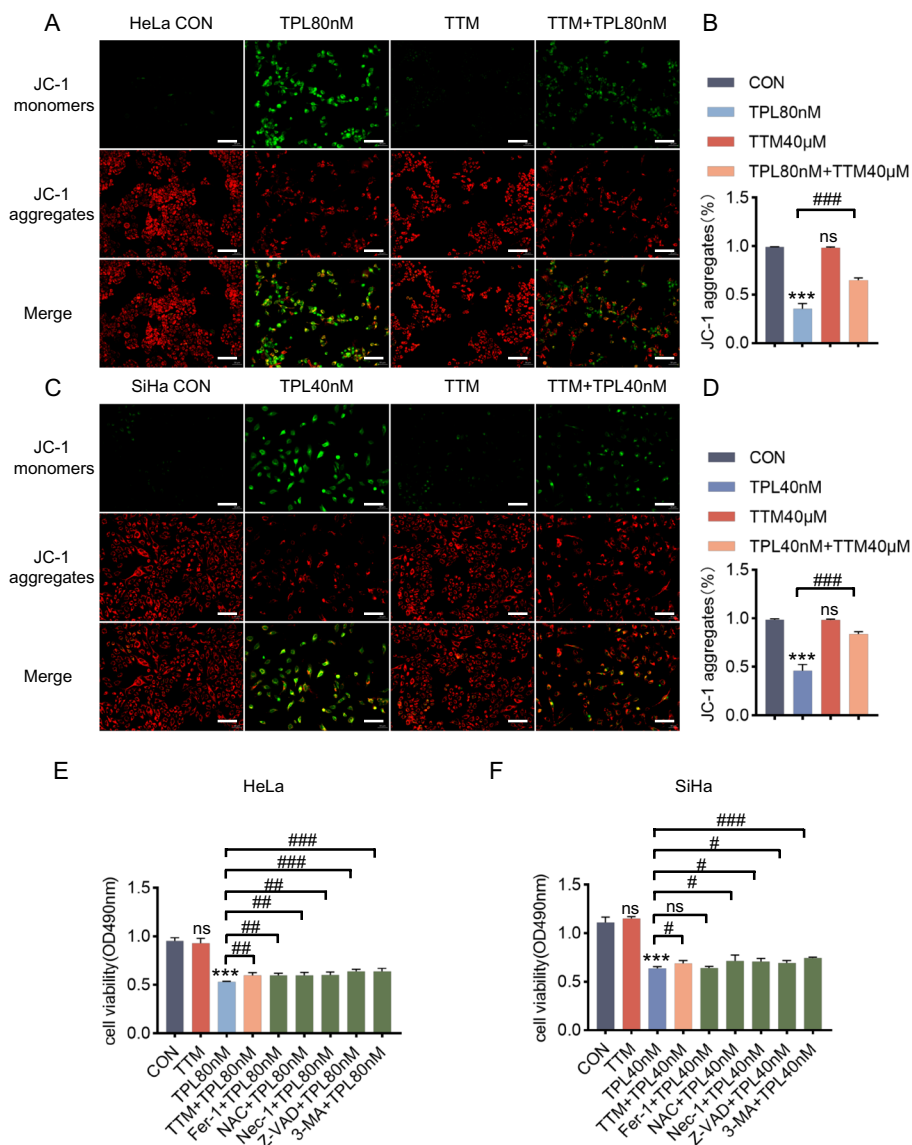 A
HeLa CON TPL80nM TTM TTM+TPL80nM
JC-1
monomers
JC-1
aggregates
Merge
B
CON
TPL80nM
TTM40μM
TPL80nM+TTM40μM
JC-1 aggregates(%)
1.5
1.0
0.5
0.0
###
ns
***
C
SiHa CON TPL40nM TTM TTM+TPL40nM
JC-1
monomers
JC-1
aggregates
Merge
D
CON
TPL40nM
TTM40μM
TPL40nM+TTM40μM
JC-1 aggregates(%)
1.5
1.0
0.5
0.0
###
ns
***
E
HeLa
cell viability(OD490nm)
1.5
1.0
0.5
0.0
###
###
##
##
##
##
ns
***
CON
TTM
TPL80nM
TTM+TPL80nM
Fer-1+TPL80nM
NAC+TPL80nM
Nec-1+TPL80nM
Z-VAD+TPL80nM
3-MA+TPL80nM
F
SiHa
cell viability(OD490nm)
1.5
1.0
0.5
0.0
###
#
#
#
ns
#
ns
***
CON
TTM
TPL40nM
TTM+TPL40nM
Fer-1+TPL40nM
NAC+TPL40nM
Nec-1+TPL40nM
Z-VAD+TPL40nM
3-MA+TPL40nM